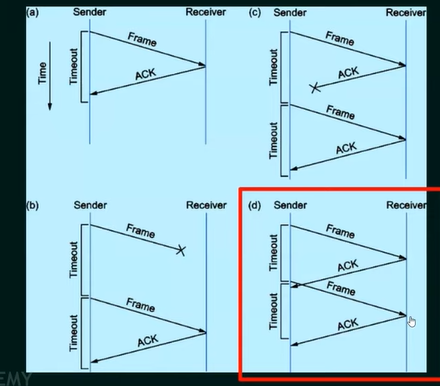 (a) Sender Receiver
Time
Timeout
Frame
ACK
(c) Sender Receiver
Timeout
Frame
ACK
Timeout
Frame
ACK
(b) Sender Receiver
Timeout
Frame
Timeout
Frame
ACK
(d) Sender Receiver
Timeout
Frame
ACK
Timeout
Frame
ACK
EMY